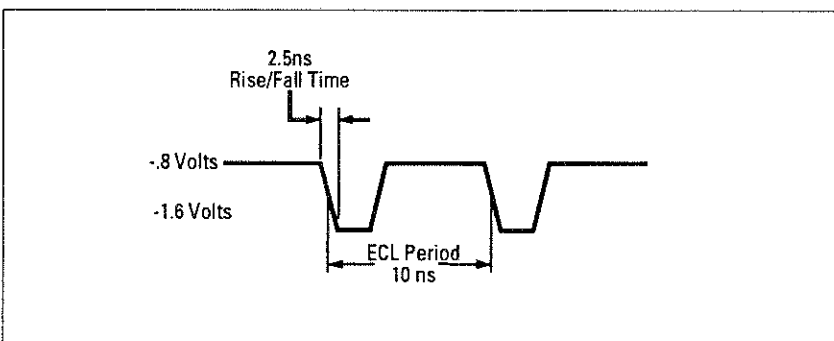 2.5ns
Rise/Fall Time
-.8 Volts
-1.6 Volts
ECL Period
10 ns